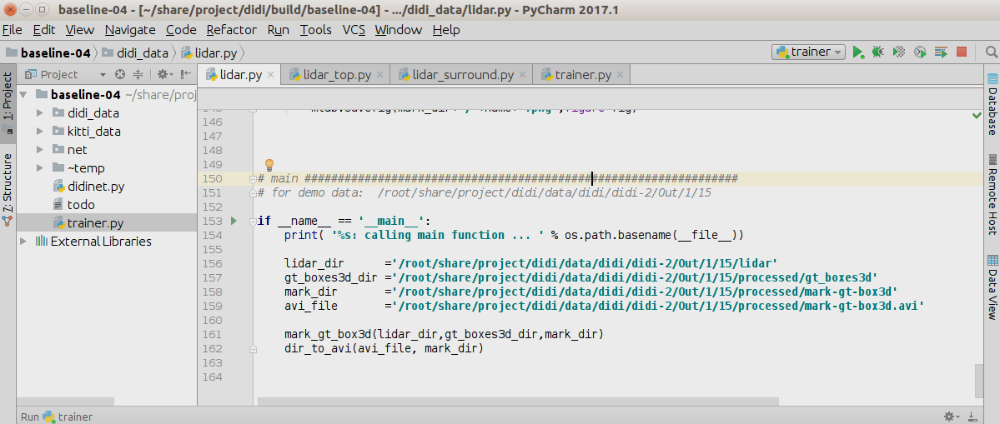 baseline-04 - [~/share/project/didi/build/baseline-04] - .../didi_data/lidar.py - PyCharm 2017.1
File Edit View Navigate Code Refactor Run Tools VCS Window Help
baseline-04 didi_data lidar.py trainer
Project lidar.py lidar_top.py lidar_surround.py trainer.py
1: Project
7: Structure
baseline-04 ~/share/proj
didi_data
kitti_data
net
~temp
didinet.py
todo
trainer.py
External Libraries
146
147
148
149
150 # main #################################################################
151 # for demo data:  /root/share/project/didi/data/didi/didi-2/Out/1/15
152
153 if __name__ == '__main__':
154     print( '%s: calling main function ... ' % os.path.basename(__file__))
155
156     lidar_dir      ='/root/share/project/didi/data/didi/didi-2/Out/1/15/lidar'
157     gt_boxes3d_dir ='/root/share/project/didi/data/didi/didi-2/Out/1/15/processed/gt_boxes3d'
158     mark_dir       ='/root/share/project/didi/data/didi/didi-2/Out/1/15/processed/mark-gt-box3d'
159     avi_file       ='/root/share/project/didi/data/didi/didi-2/Out/1/15/processed/mark-gt-box3d.avi'
160
161     mark_gt_box3d(lidar_dir,gt_boxes3d_dir,mark_dir)
162     dir_to_avi(avi_file, mark_dir)
163
164
Database
Remote Host
Data View
Run trainer